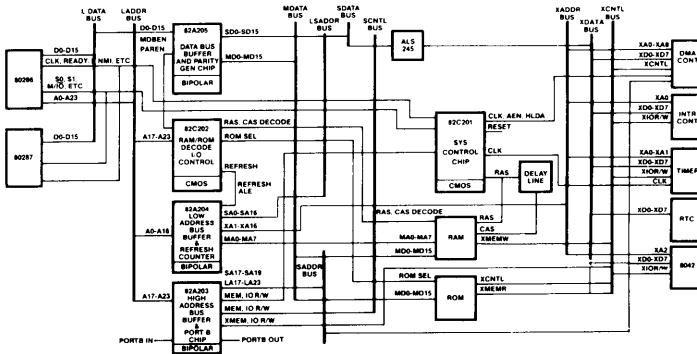 L DATA BUS
LADDR BUS
MDATA BUS
LSADDR BUS
SDATA BUS
SCNTL BUS
XADDR BUS
XDATA BUS
XCNTL BUS
D0-D15
82A205
DATA BUS BUFFER AND PARITY GEN CHIP
BIPOLAR
MDBEN
PAREN
SD0-SD15
MD0-MD15
ALS 245
80286
D0-D15
CLK, READY, NMI, ETC
S0, S1, M/IO, ETC
A0-A23
80287
D0-D15
A17-A23
82C202
RAM/ROM DECODE I/O CONTROL
CMOS
RAS, CAS DECODE
ROM SEL
REFRESH
REFRESH
ALE
A0-A16
82A204
LOW ADDRESS BUS BUFFER & REFRESH COUNTER
BIPOLAR
SA0-SA16
XA1-XA16
MA0-MA7
A17-A23
82A203
HIGH ADDRESS BUS BUFFER & PORT B CHIP
BIPOLAR
SA17-SA19
LA17-LA23
MEM, IO R/W
MEM, IO R/W
XMEM, IO R/W
PORTB IN
PORTB OUT
82C201
SYS CONTROL CHIP
CMOS
CLK, AEN, HLDA
RESET
CLK
RAS
DELAY LINE
RAS, CAS DECODE
SADDR BUS
MA0-MA7
MD0-MD15
RAM
RAS
CAS
XMEMW
ROM SEL
MD0-MD15
ROM
XCNTL
XMEMR
XA0-XA8
XD0-XD7
XCNTL
DMA CONT
XA0
XD0-XD7
XIOR/W
INTR CONT
XA0-XA1
XD0-XD7
XIOR/W
CLK
TIMER
XD0-XD7
RTC
XA2
XD0-XD7
XIOR/W
8042